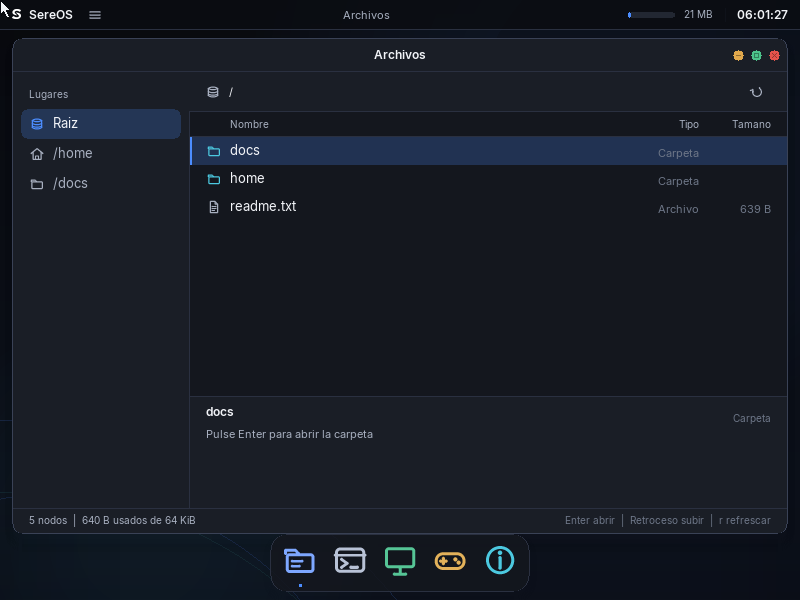 SereOS
Archivos
21 MB
06:01:27
Archivos
Lugares
Raiz
/home
/docs
/
Nombre Tipo Tamano
docs Carpeta
home Carpeta
readme.txt Archivo 639 B
docs Carpeta
Pulse Enter para abrir la carpeta
5 nodos | 640 B usados de 64 KiB
Enter abrir | Retroceso subir | r refrescar